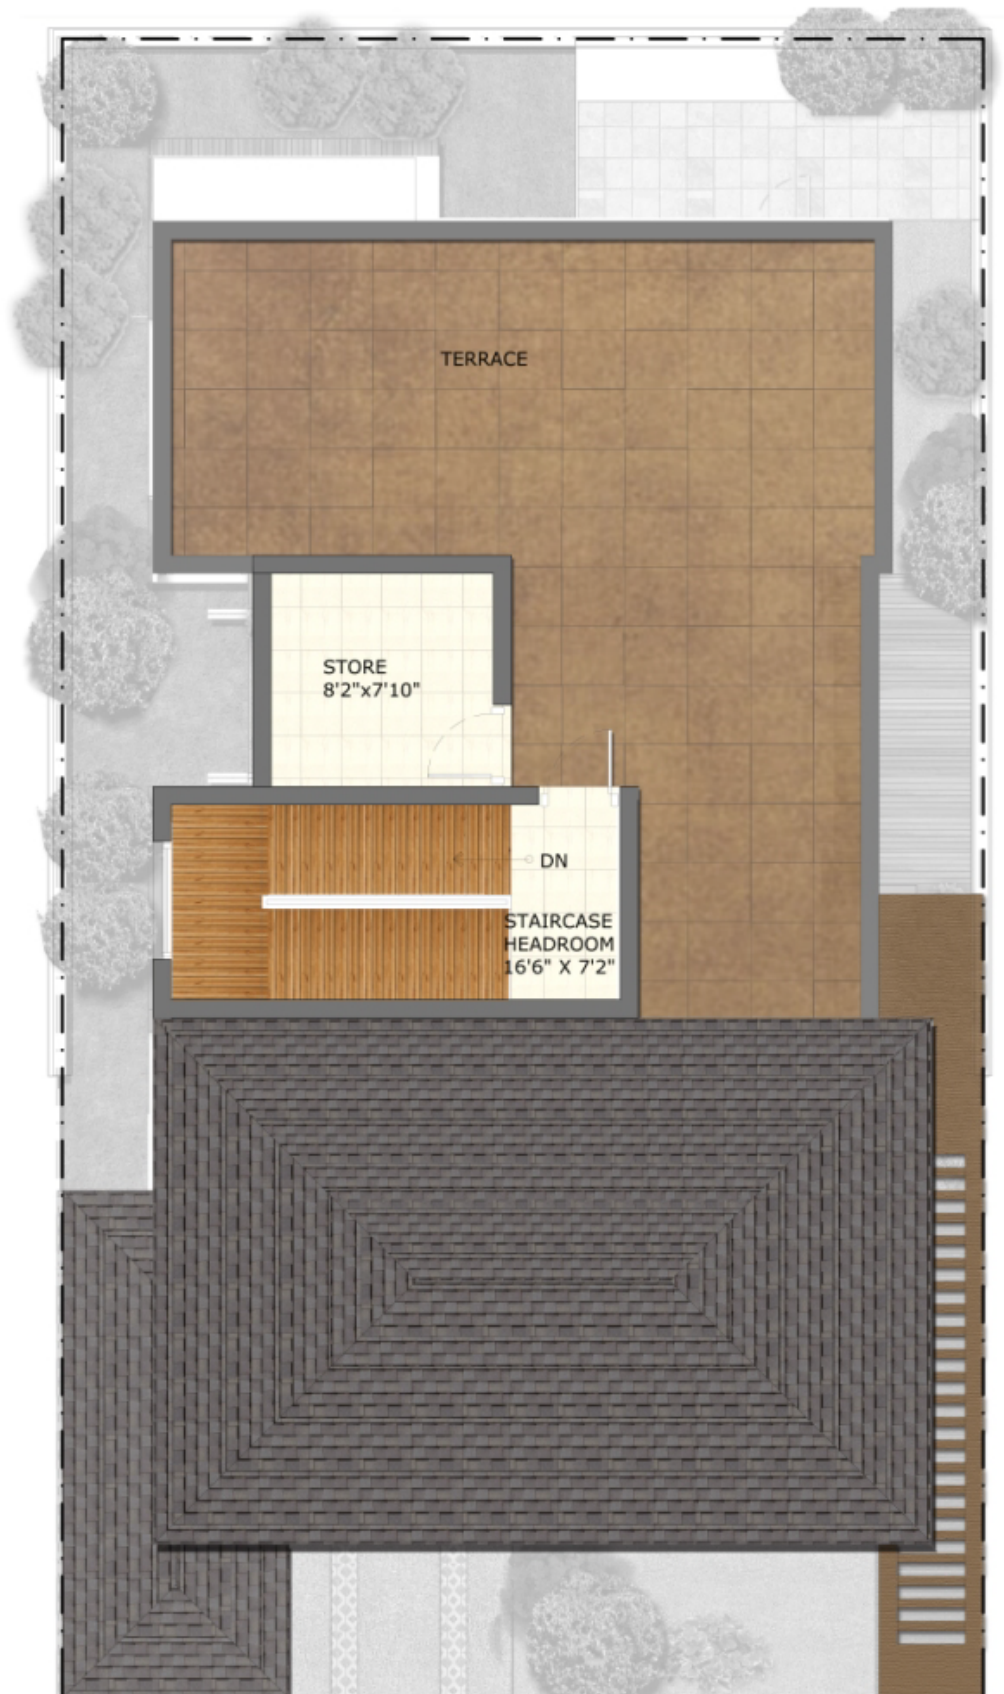 TERRACE
STORE
8'2"x7'10"
DN
STAIRCASE
HEADROOM
16'6" X 7'2"